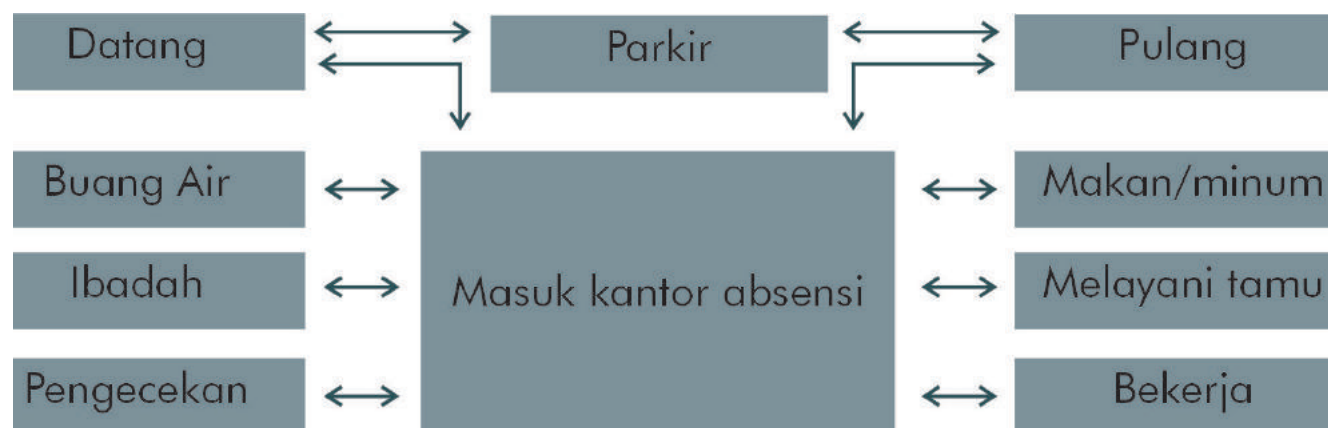 Datang
Parkir
Pulang
Buang Air
Makan/minum
Ibadah
Masuk kantor absensi
Melayani tamu
Pengecekan
Bekerja